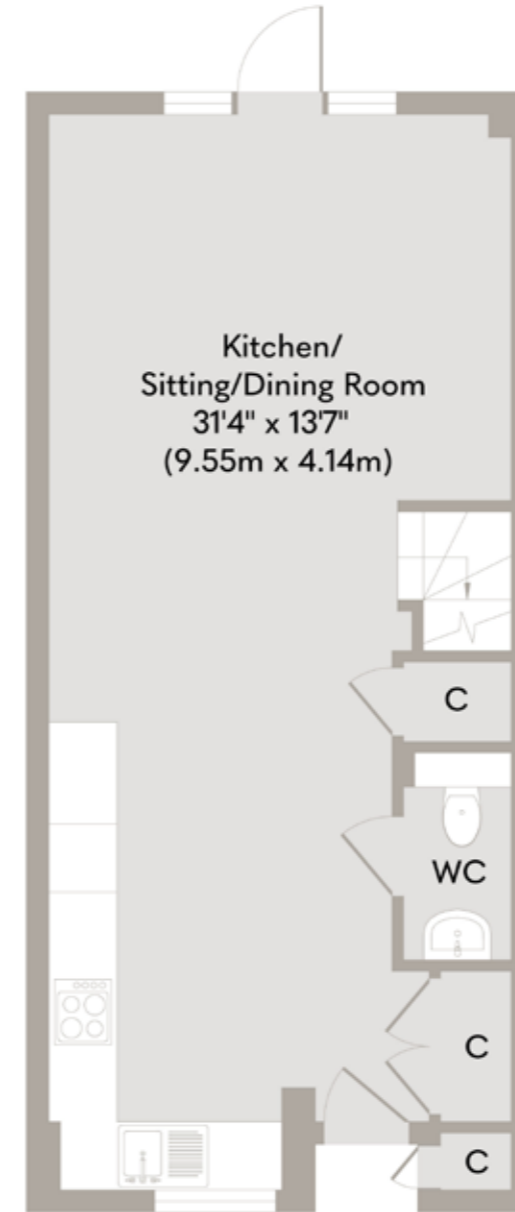 Kitchen/
Sitting/Dining Room
31'4" x 13'7"
(9.55m x 4.14m)
C
WC
C
C